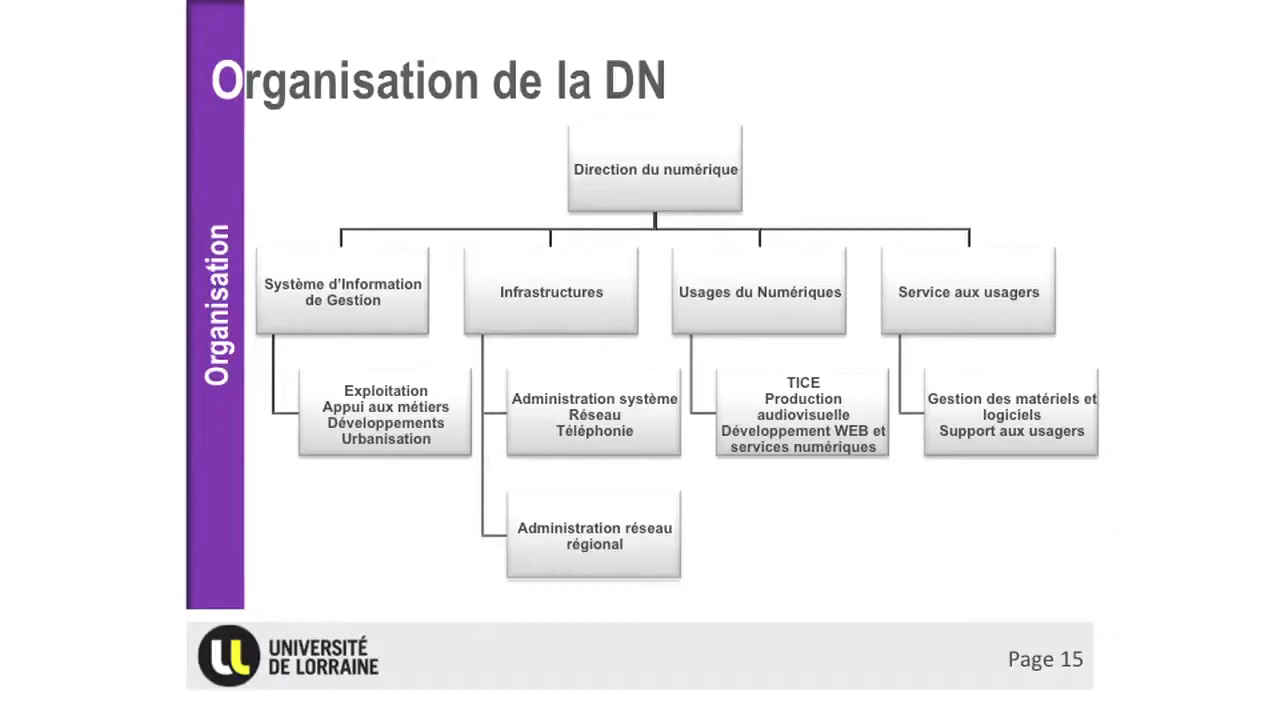 Organisation de la DN
Organisation
Direction du numérique
Système d'Information
de Gestion
Infrastructures
Usages du Numériques
Service aux usagers
Exploitation
Appui aux métiers
Développements
Urbanisation
Administration système
Réseau
Téléphonie
TICE
Production
audiovisuelle
Développement WEB et
services numériques
Gestion des matériels et
logiciels
Support aux usagers
Administration réseau
régional
UNIVERSITÉ
DE LORRAINE
Page 15